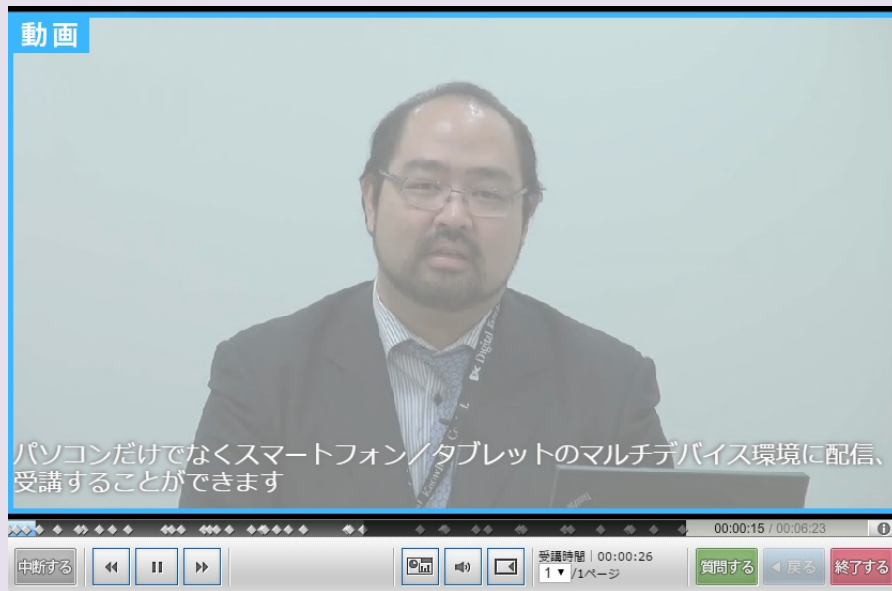 動画
Digital
パソコンだけでなくスマートフォン／タブレットのマルチデバイス環境に配信、
受講することができます
00:00:15 / 00:06:23
中断する
受講時間｜00:00:26
1 ▼ /1ページ
質問する
◀ 戻る
終了する